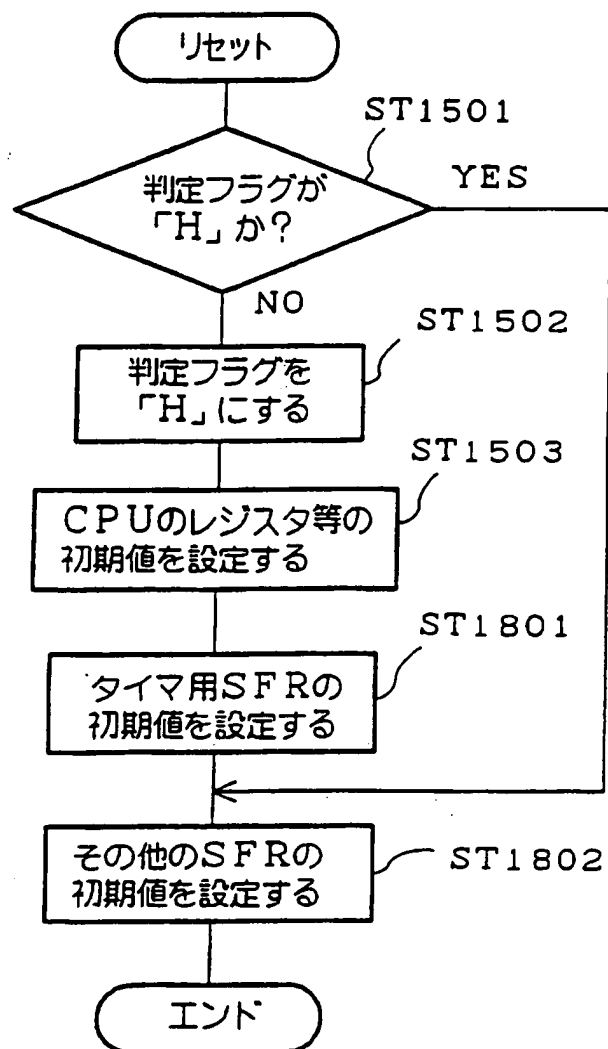 リセット
ST1501
判定フラグが
「H」か?
YES
NO
ST1502
判定フラグを
「H」にする
ST1503
CPUのレジスタ等の
初期値を設定する
ST1801
タイマ用SFRの
初期値を設定する
その他のSFRの
初期値を設定する
ST1802
エンド